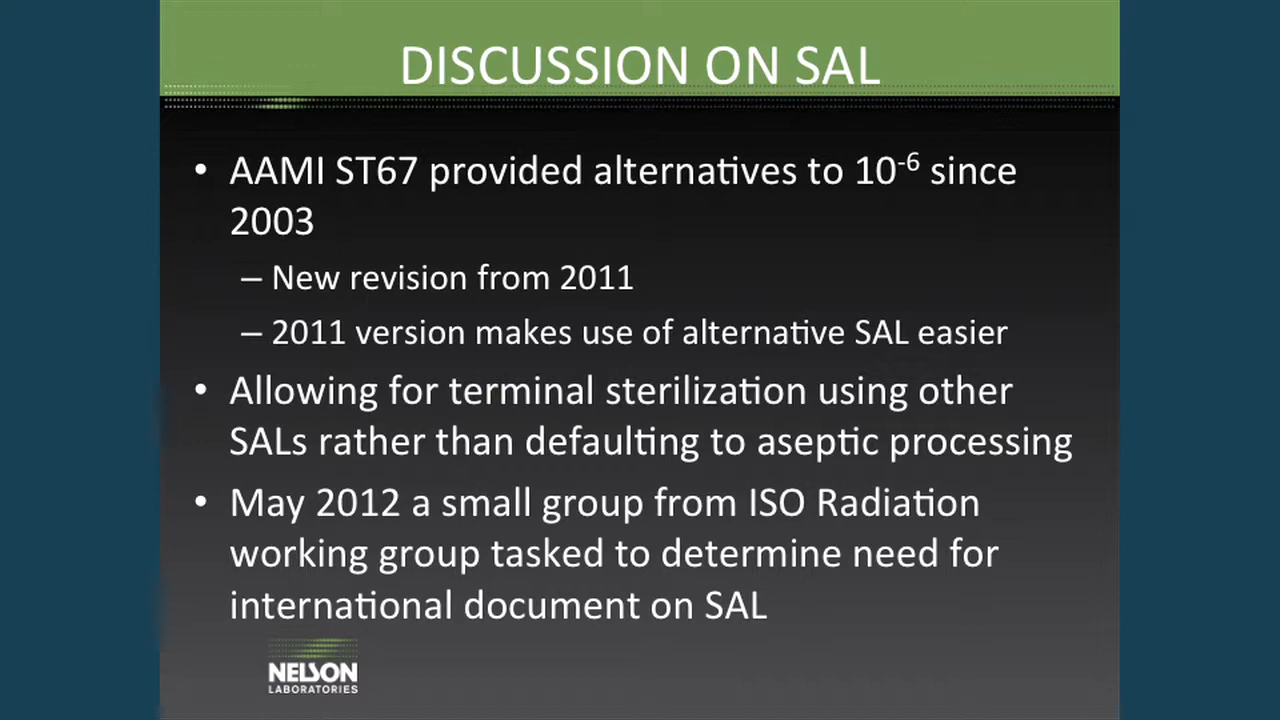 DISCUSSION ON SAL
• AAMI ST67 provided alternatives to 10⁻⁶ since
2003
– New revision from 2011
– 2011 version makes use of alternative SAL easier
• Allowing for terminal sterilization using other
SALs rather than defaulting to aseptic processing
• May 2012 a small group from ISO Radiation
working group tasked to determine need for
international document on SAL
NELSON
LABORATORIES